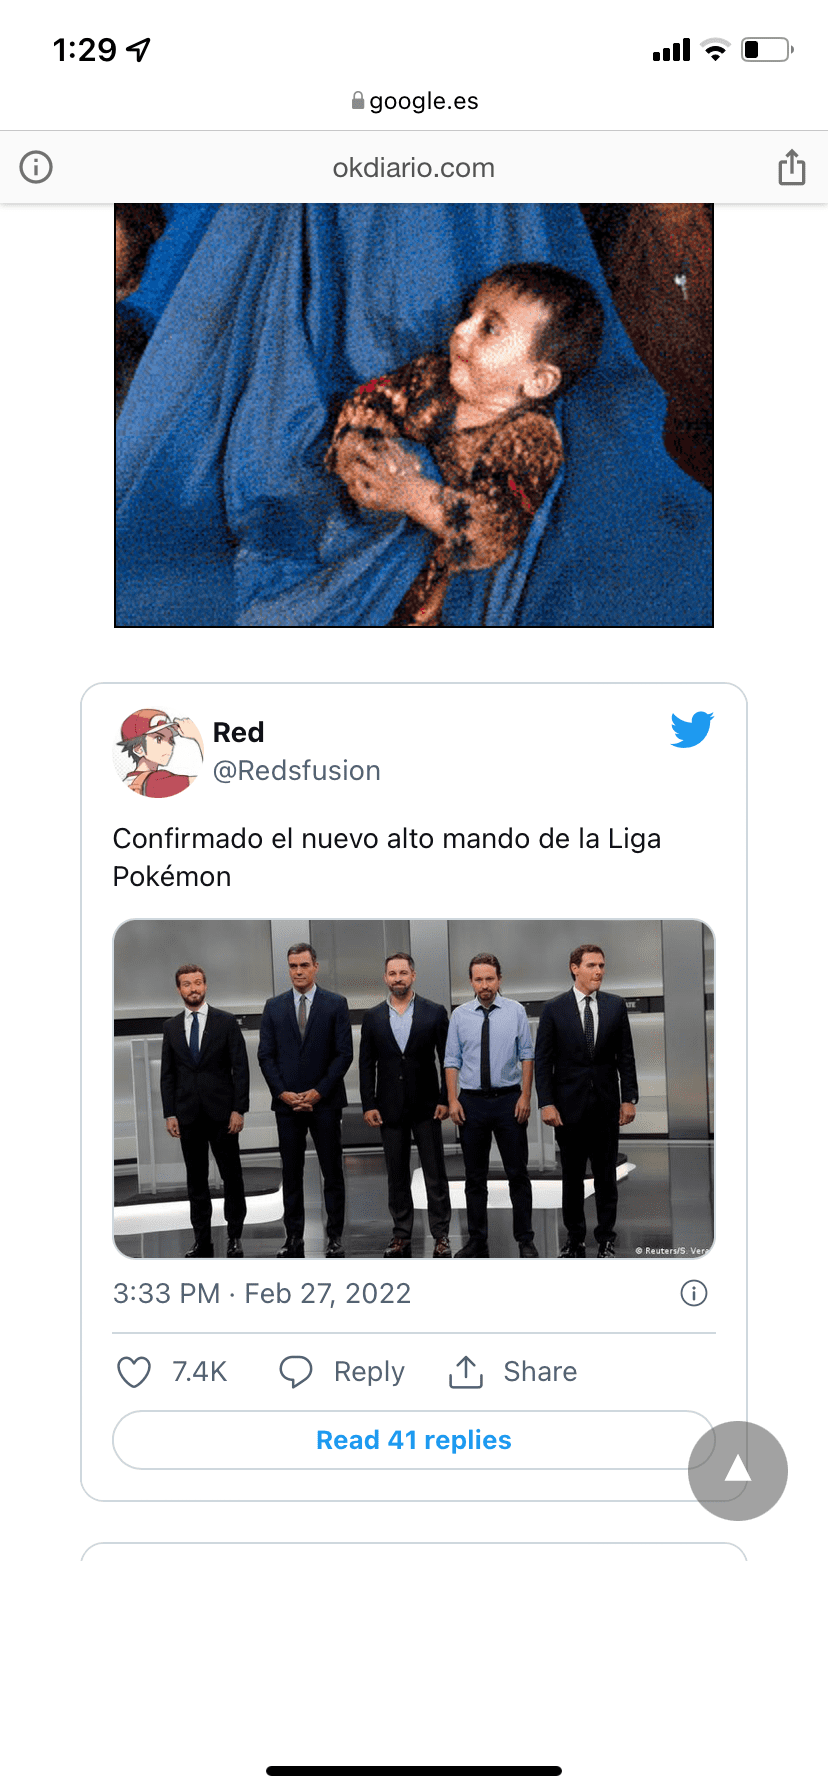 1:29
google.es
okdiario.com
Red
@Redsfusion
Confirmado el nuevo alto mando de la Liga
Pokémon
© Reuters/S. Vera
3:33 PM · Feb 27, 2022
7.4K Reply Share
Read 41 replies